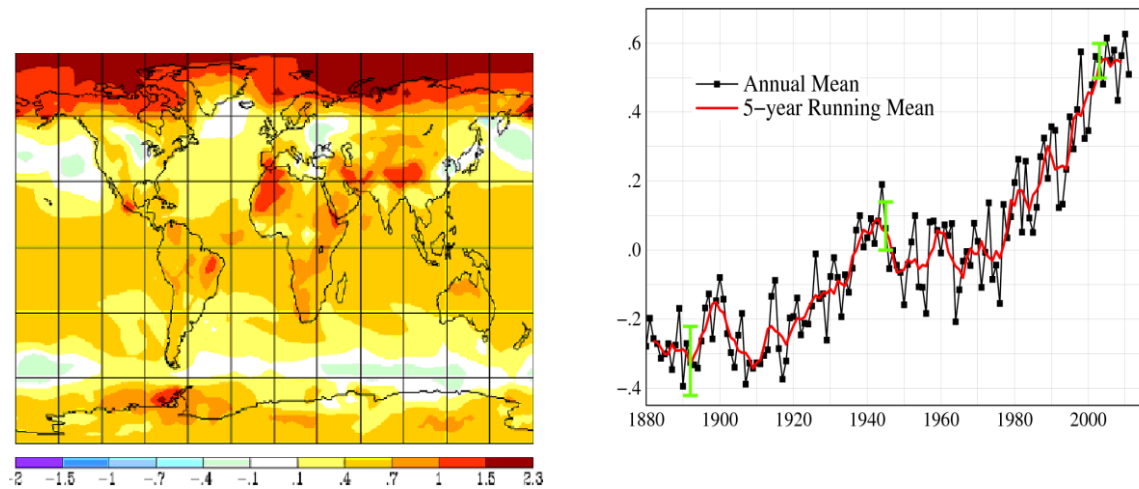 -2 -1.5 -1 -.7 -.4 -.1 .1 .4 .7 1 1.5 2.3
.6
Annual Mean
5-year Running Mean
.4
.2
.0
-.2
-.4
1880 1900 1920 1940 1960 1980 2000